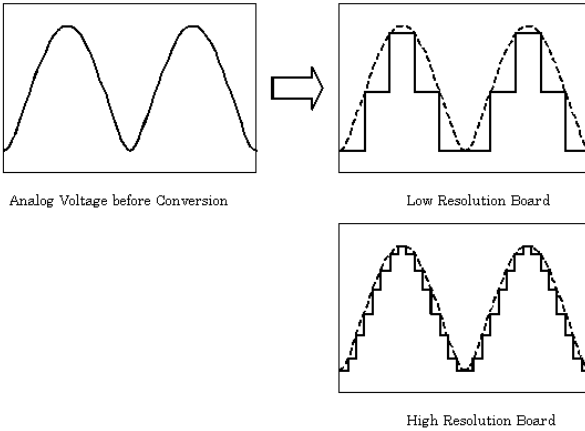 Analog Voltage before Conversion
Low Resolution Board
High Resolution Board